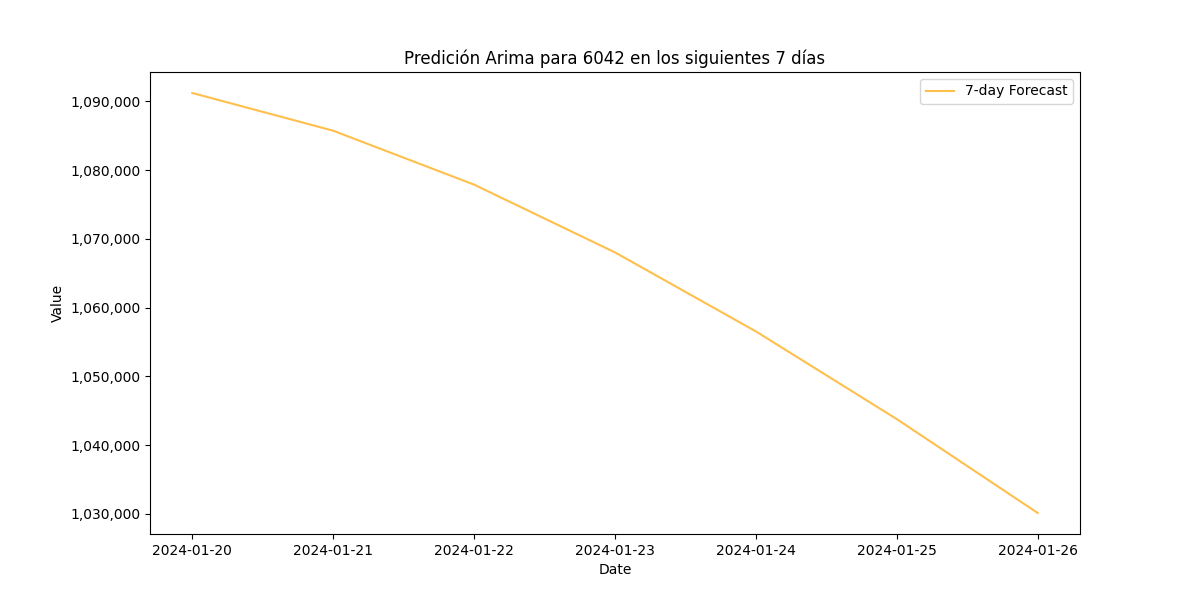 Predición Arima para 6042 en los siguientes 7 días
7-day Forecast
1,090,000
1,080,000
1,070,000
1,060,000
1,050,000
1,040,000
1,030,000
Value
2024-01-20 2024-01-21 2024-01-22 2024-01-23 2024-01-24 2024-01-25 2024-01-26
Date